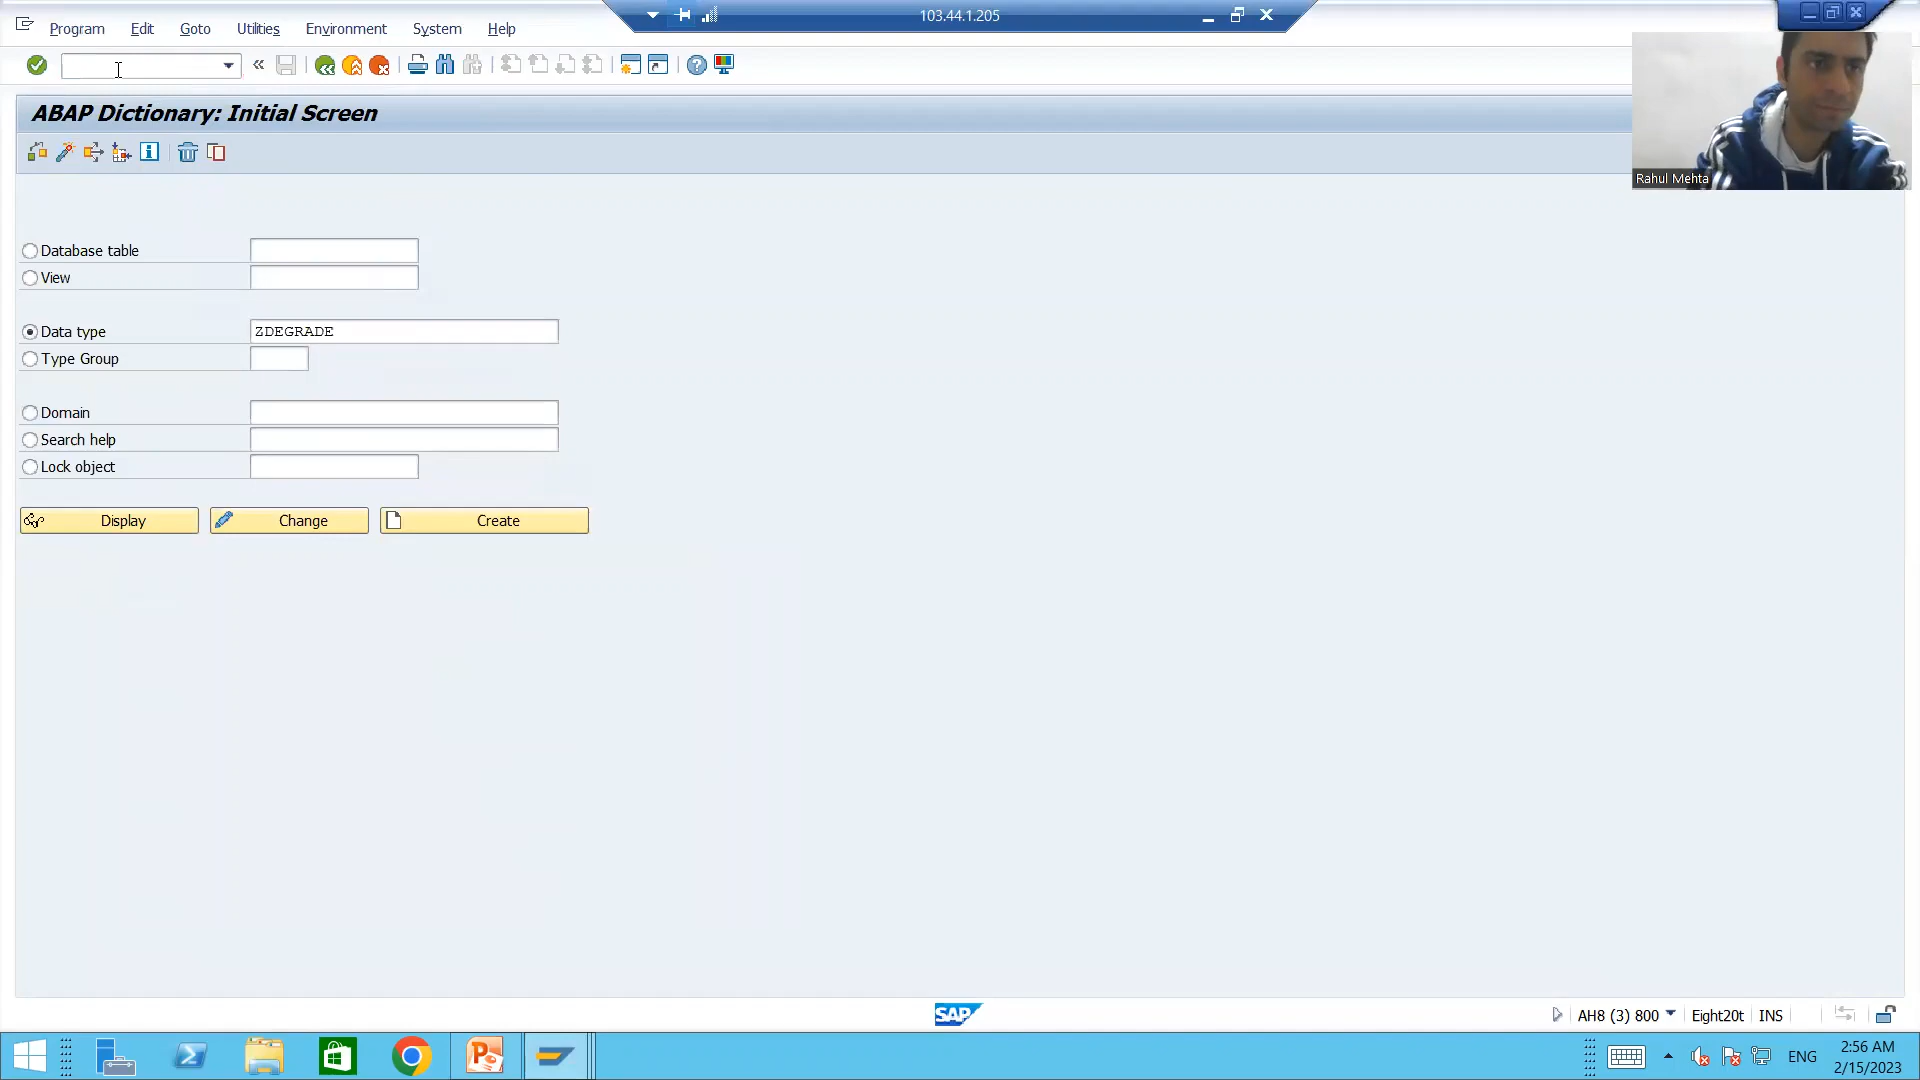 103.44.1.205
Program Edit Goto Utilities Environment System Help
ABAP Dictionary: Initial Screen
Rahul Mehta
Database table
View
Data type ZDEGRADE
Type Group
Domain
Search help
Lock object
Display Change Create
SAP
AH8 (3) 800 Eight20t INS
ENG
2:56 AM
2/15/2023